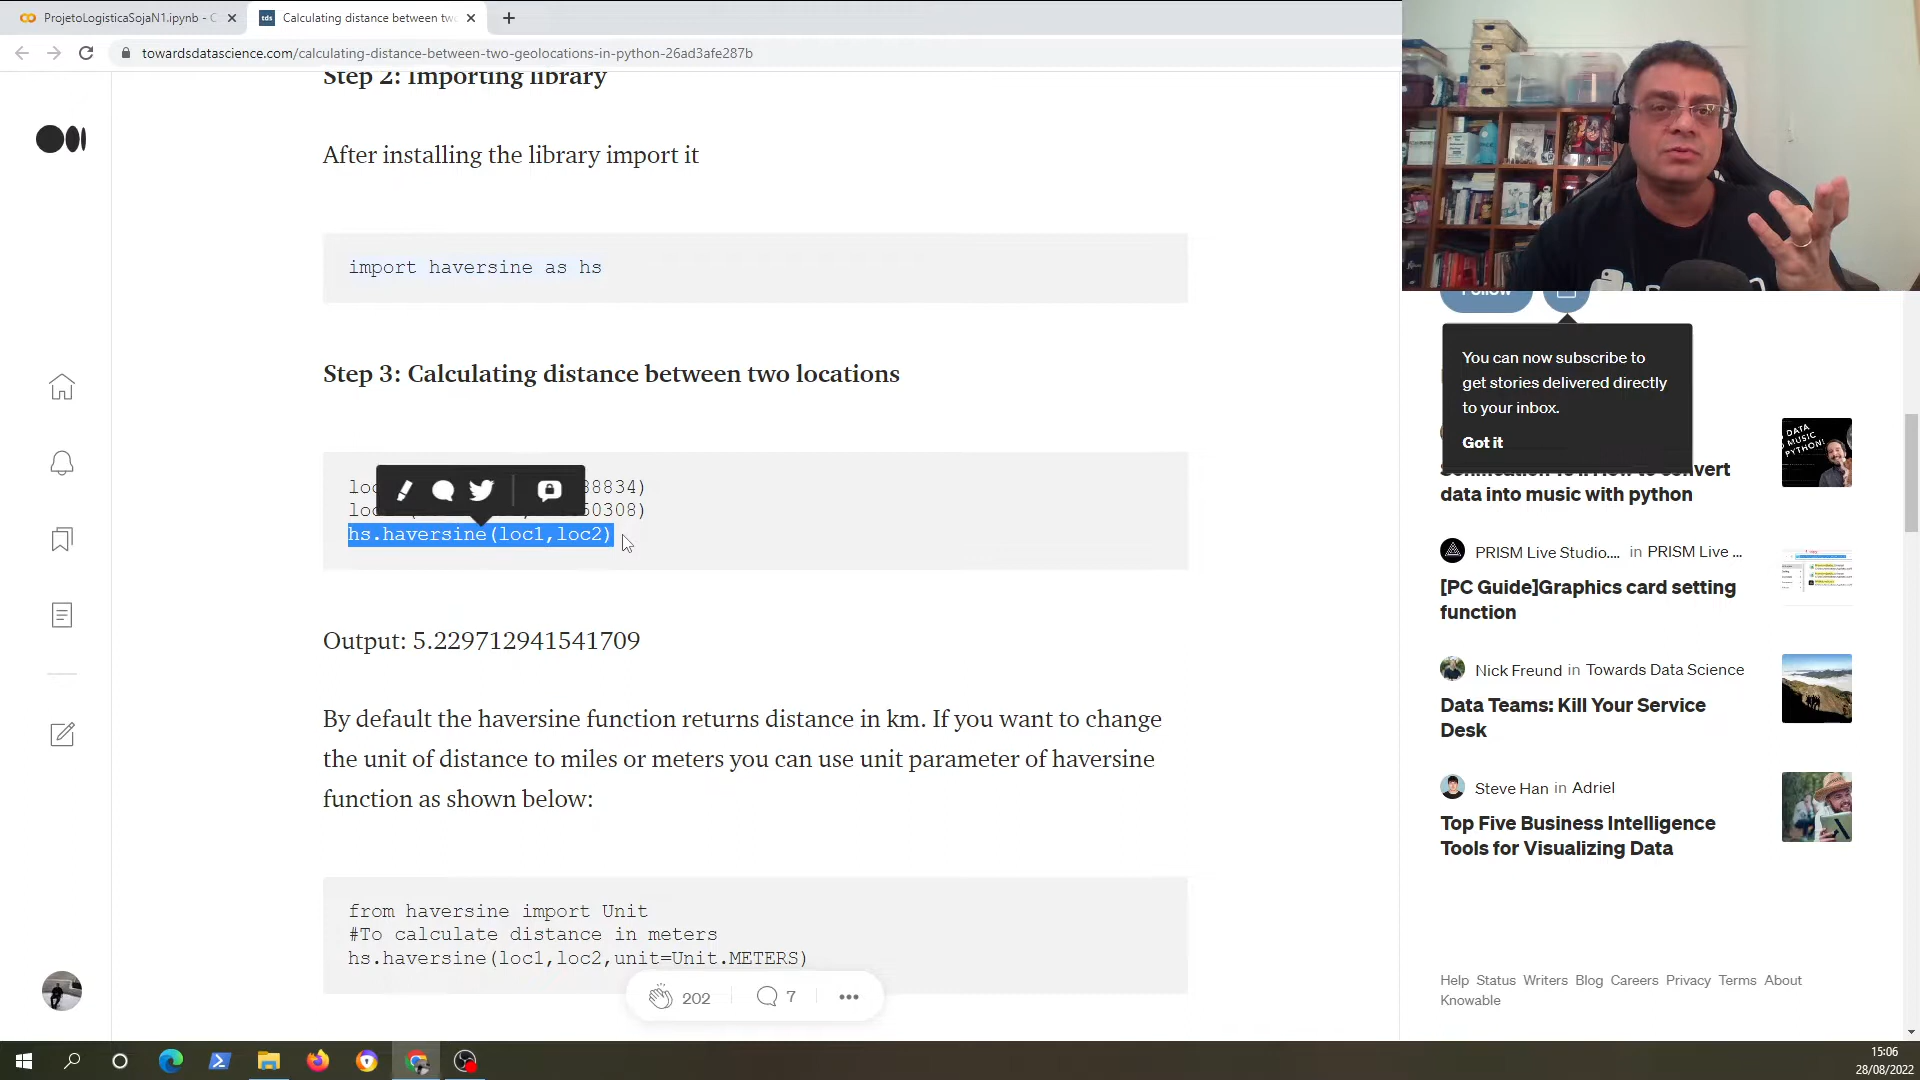 ProjetoLogisticaSojaN1.ipynb - C
tds
Calculating distance between tw
towardsdatascience.com/calculating-distance-between-two-geolocations-in-python-26ad3afe287b
Step 2: Importing library
After installing the library import it
import haversine as hs
Step 3: Calculating distance between two locations
hs.haversine(loc1,loc2)
Output: 5.229712941541709
By default the haversine function returns distance in km. If you want to change
the unit of distance to miles or meters you can use unit parameter of haversine
function as shown below:
from haversine import Unit
#To calculate distance in meters
hs.haversine(loc1,loc2,unit=Unit.METERS)
202
7
Follow
You can now subscribe to
get stories delivered directly
to your inbox.
Got it
data into music with python
DATA
MUSIC
PYTHON!
PRISM Live Studio.... in PRISM Live ...
[PC Guide]Graphics card setting
function
Nick Freund in Towards Data Science
Data Teams: Kill Your Service
Desk
Steve Han in Adriel
Top Five Business Intelligence
Tools for Visualizing Data
Help Status Writers Blog Careers Privacy Terms About
Knowable
15:06
28/08/2022